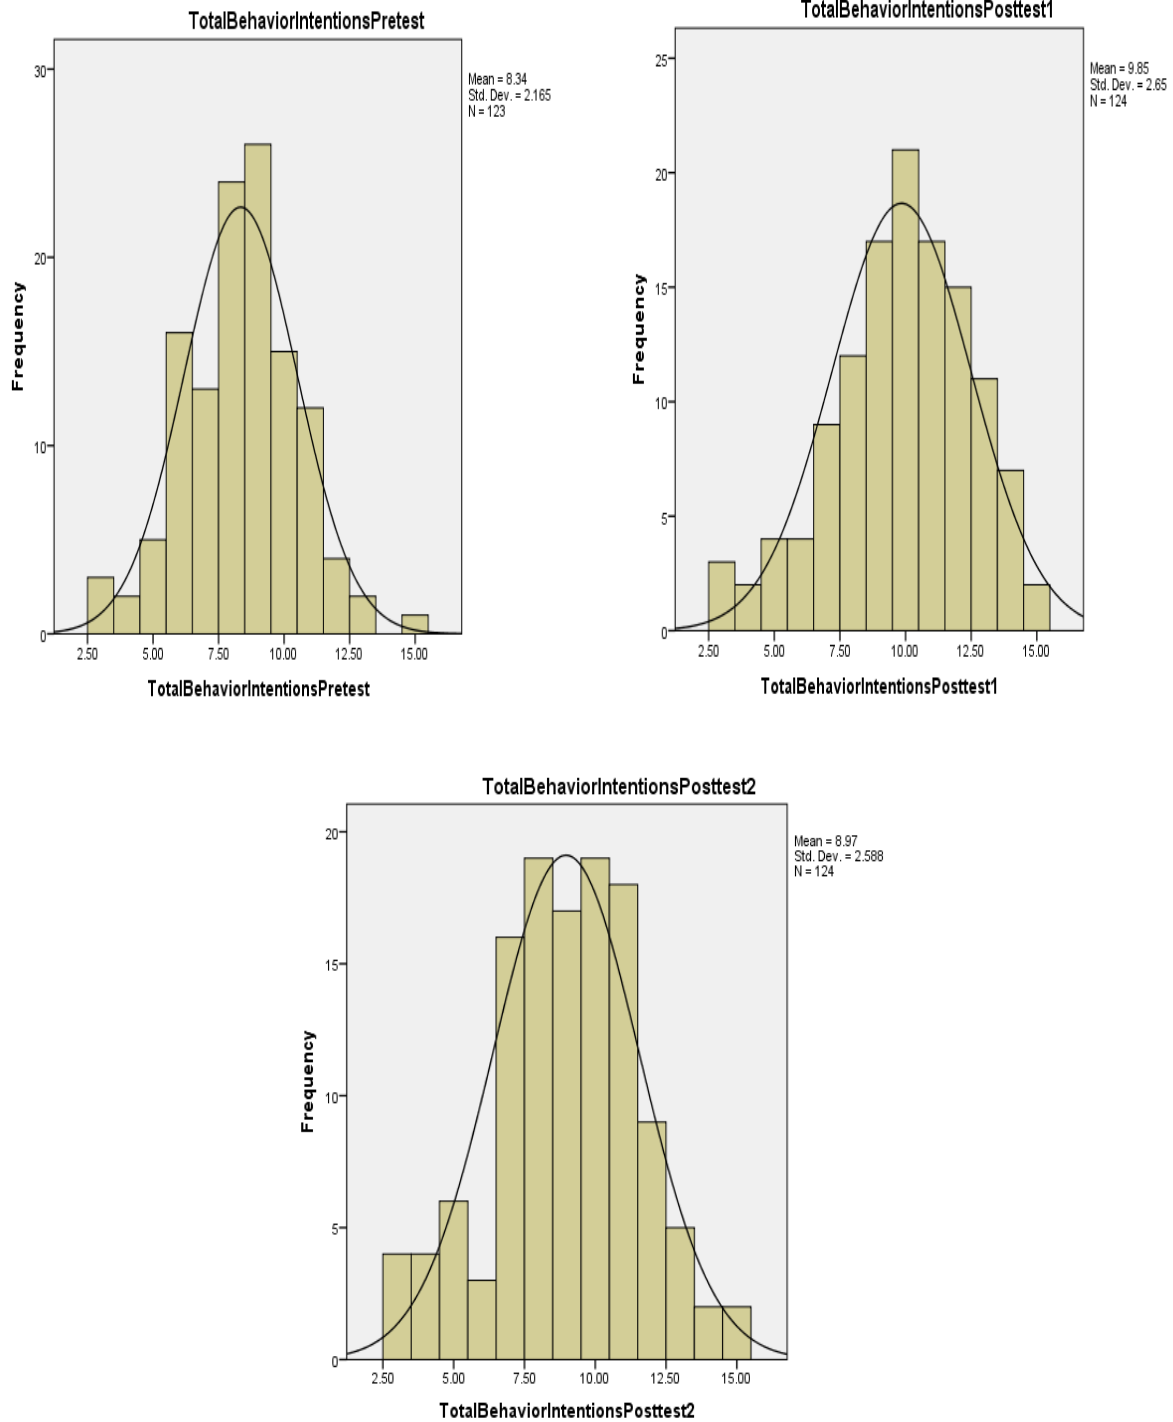 TotalBehaviorIntentionsPretest
30
20
10
0
Frequency
2.50 5.00 7.50 10.00 12.50 15.00
TotalBehaviorIntentionsPretest
Mean = 8.34
Std. Dev. = 2.165
N = 123
TotalBehaviorIntentionsPosttest1
25
20
15
10
5
0
Frequency
2.50 5.00 7.50 10.00 12.50 15.00
TotalBehaviorIntentionsPosttest1
Mean = 9.85
Std. Dev. = 2.65
N = 124
TotalBehaviorIntentionsPosttest2
20
15
10
5
0
Frequency
2.50 5.00 7.50 10.00 12.50 15.00
TotalBehaviorIntentionsPosttest2
Mean = 8.97
Std. Dev. = 2.588
N = 124